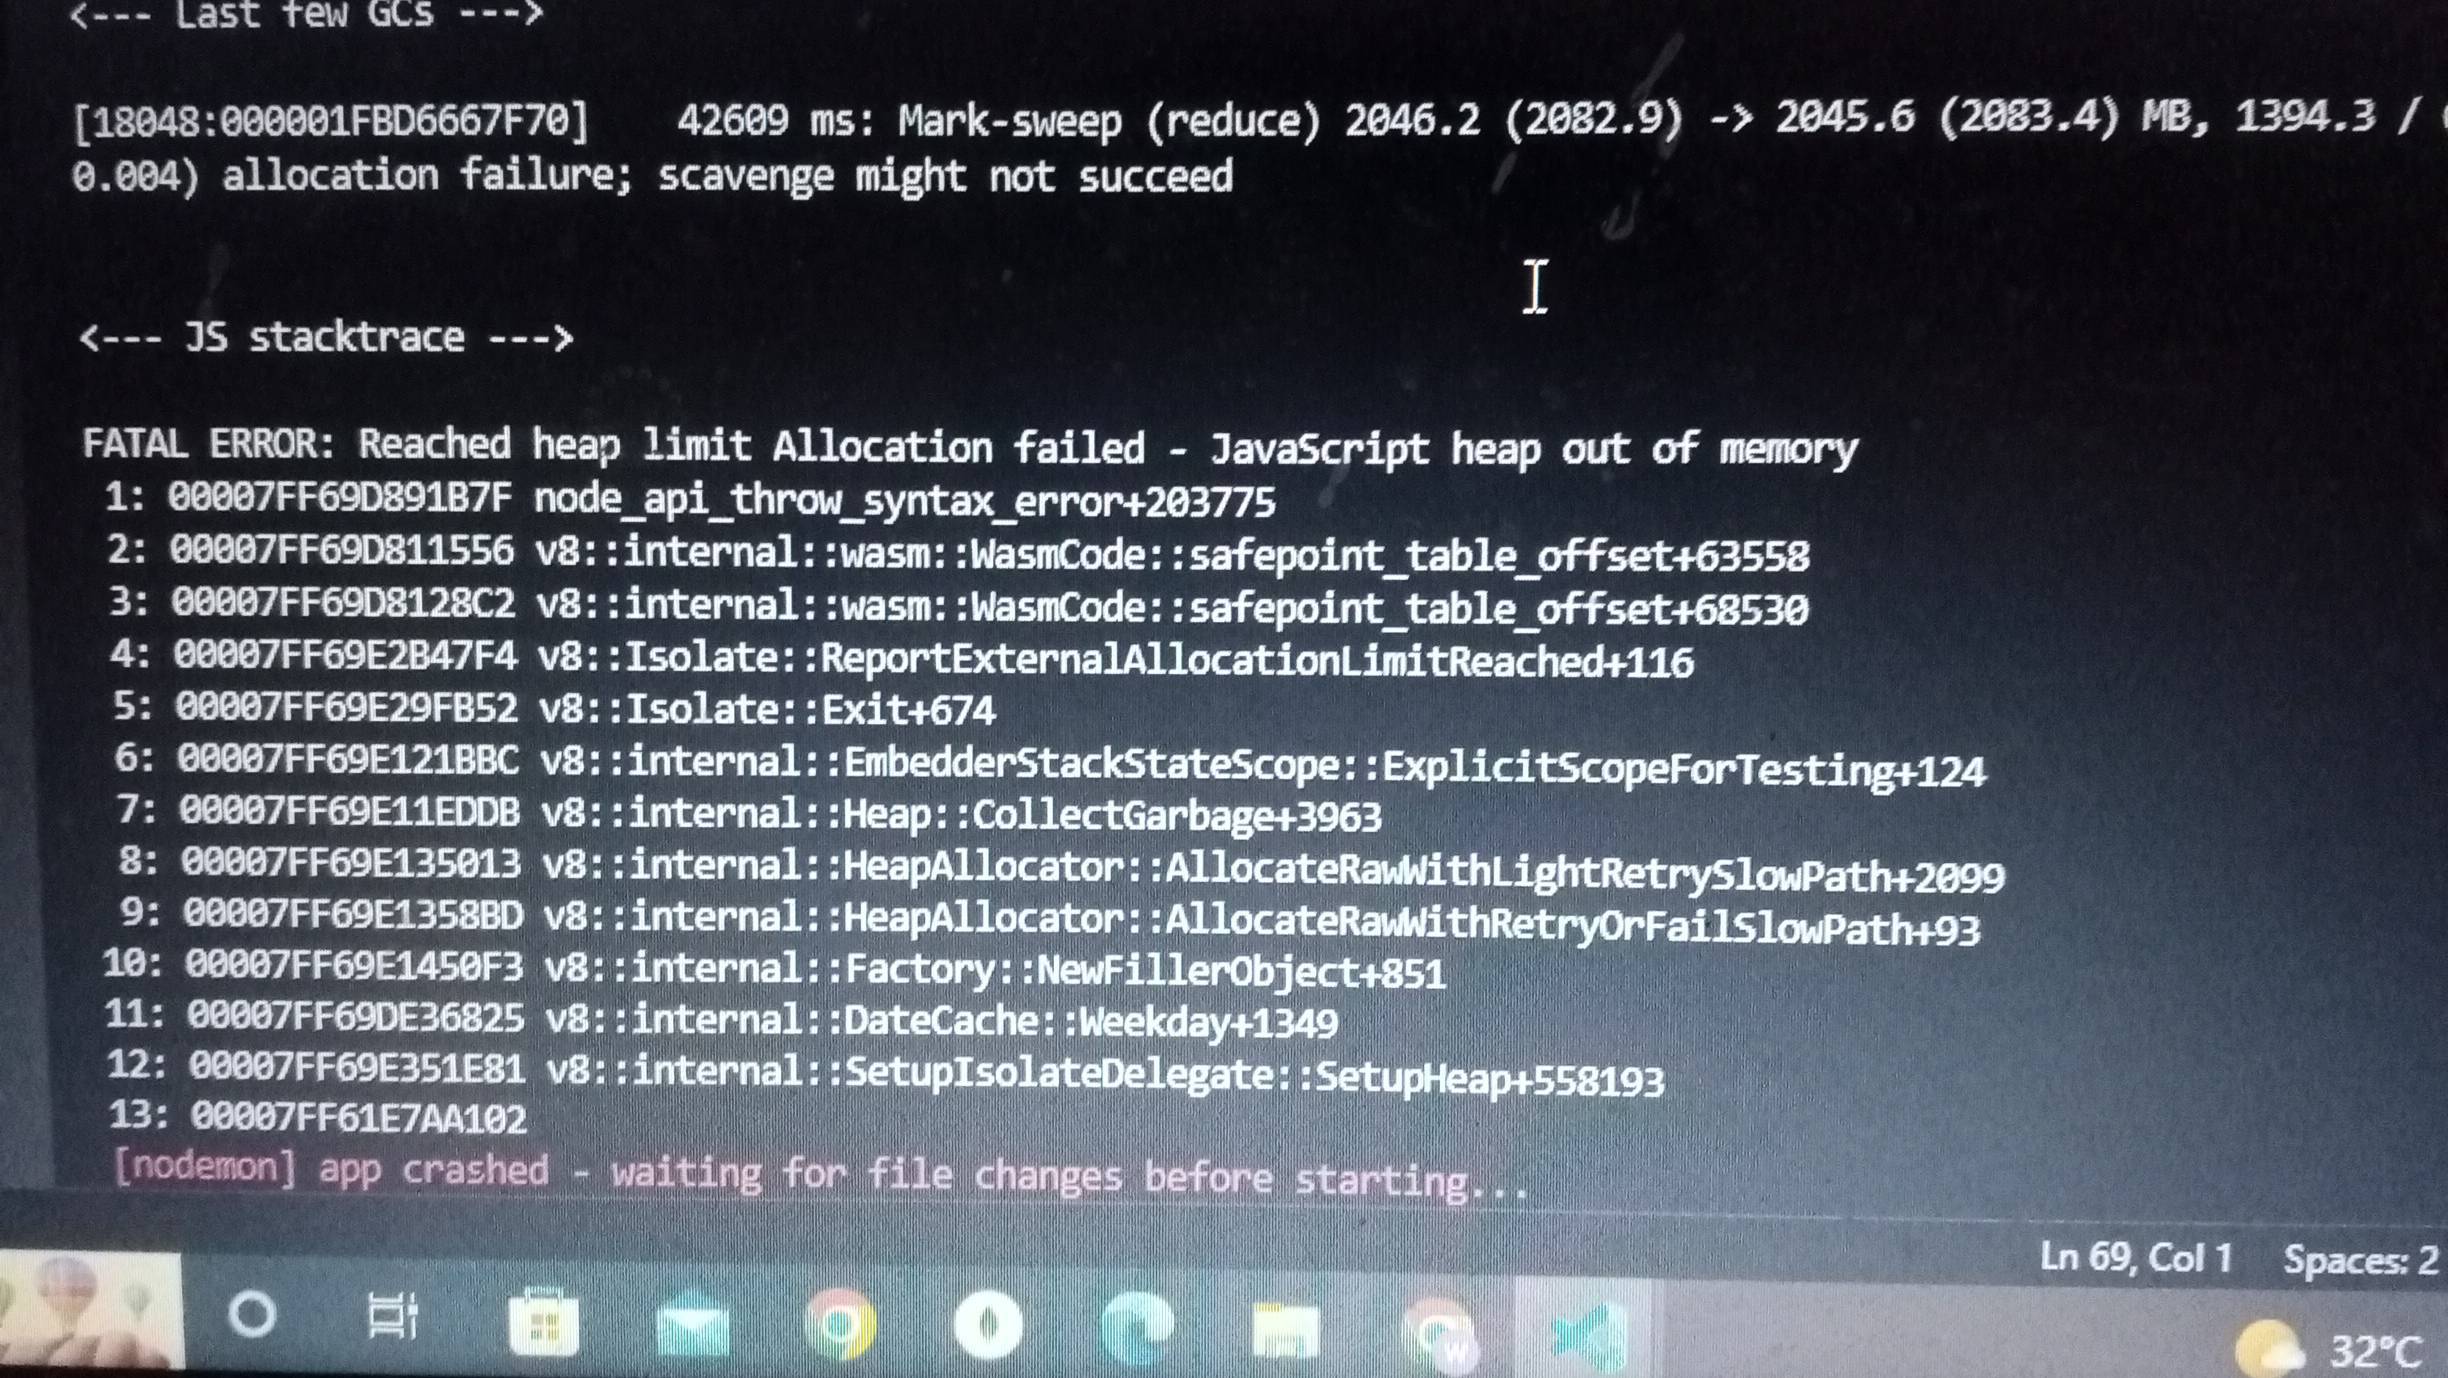 <--- Last few GCs --->
[18048:000001FBD6667F70]    42609 ms: Mark-sweep (reduce) 2046.2 (2082.9) -> 2045.6 (2083.4) MB, 1394.3 /
0.004) allocation failure; scavenge might not succeed
<--- JS stacktrace --->
FATAL ERROR: Reached heap limit Allocation failed - JavaScript heap out of memory
1: 00007FF69D891B7F node_api_throw_syntax_error+203775
2: 00007FF69D811556 v8::internal::wasm::WasmCode::safepoint_table_offset+63558
3: 00007FF69D8128C2 v8::internal::wasm::WasmCode::safepoint_table_offset+68530
4: 00007FF69E2B47F4 v8::Isolate::ReportExternalAllocationLimitReached+116
5: 00007FF69E29FB52 v8::Isolate::Exit+674
6: 00007FF69E121BBC v8::internal::EmbedderStackStateScope::ExplicitScopeForTesting+124
7: 00007FF69E11EDDB v8::internal::Heap::CollectGarbage+3963
8: 00007FF69E135013 v8::internal::HeapAllocator::AllocateRawWithLightRetrySlowPath+2099
9: 00007FF69E1358BD v8::internal::HeapAllocator::AllocateRawWithRetryOrFailSlowPath+93
10: 00007FF69E1450F3 v8::internal::Factory::NewFillerObject+851
11: 00007FF69DE36825 v8::internal::DateCache::Weekday+1349
12: 00007FF69E351E81 v8::internal::SetupIsolateDelegate::SetupHeap+558193
13: 00007FF61E7AA102
[nodemon] app crashed - waiting for file changes before starting...
Ln 69, Col 1    Spaces: 2
W
32°C